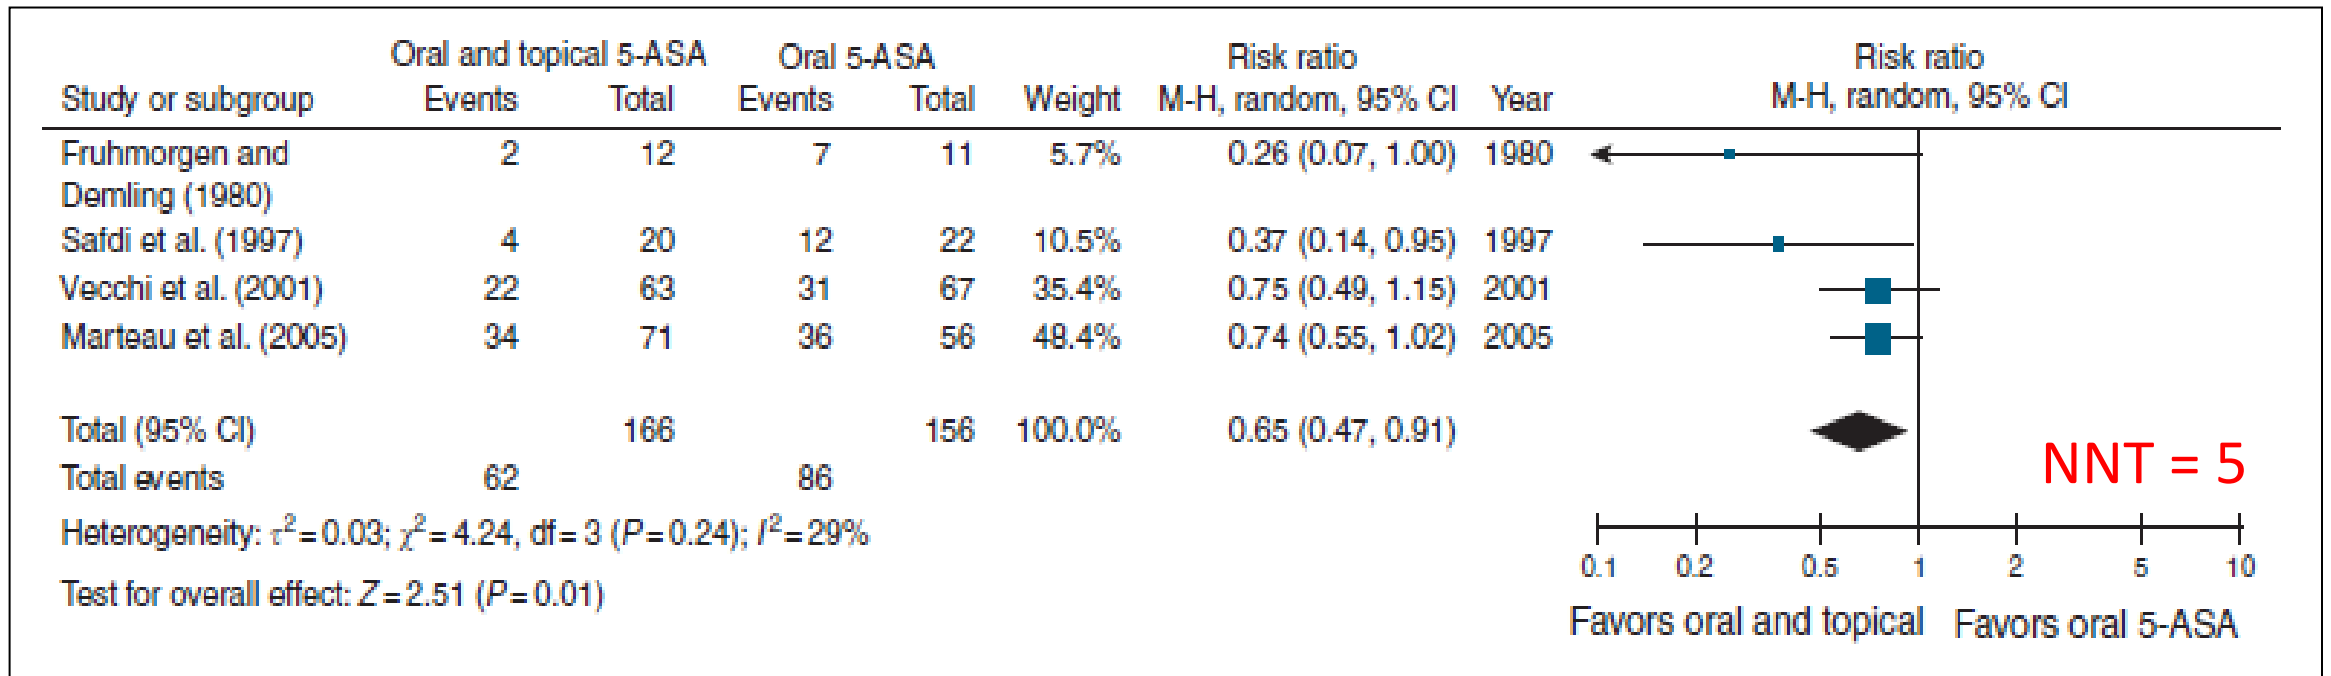 Oral and topical 5-ASA Oral 5-ASA Risk ratio Risk ratio
Study or subgroup Events Total Events Total Weight M-H, random, 95% CI Year M-H, random, 95% CI
Fruhmorgen and 2 12 7 11 5.7% 0.26 (0.07, 1.00) 1980
Demling (1980)
Safdi et al. (1997) 4 20 12 22 10.5% 0.37 (0.14, 0.95) 1997
Vecchi et al. (2001) 22 63 31 67 35.4% 0.75 (0.49, 1.15) 2001
Marteau et al. (2005) 34 71 36 56 48.4% 0.74 (0.55, 1.02) 2005
Total (95% CI) 166 156 100.0% 0.65 (0.47, 0.91)
NNT = 5
Total events 62 86
Heterogeneity: τ²=0.03; χ²=4.24, df=3 (P=0.24); I²=29%
0.1 0.2 0.5 1 2 5 10
Test for overall effect: Z=2.51 (P=0.01)
Favors oral and topical Favors oral 5-ASA